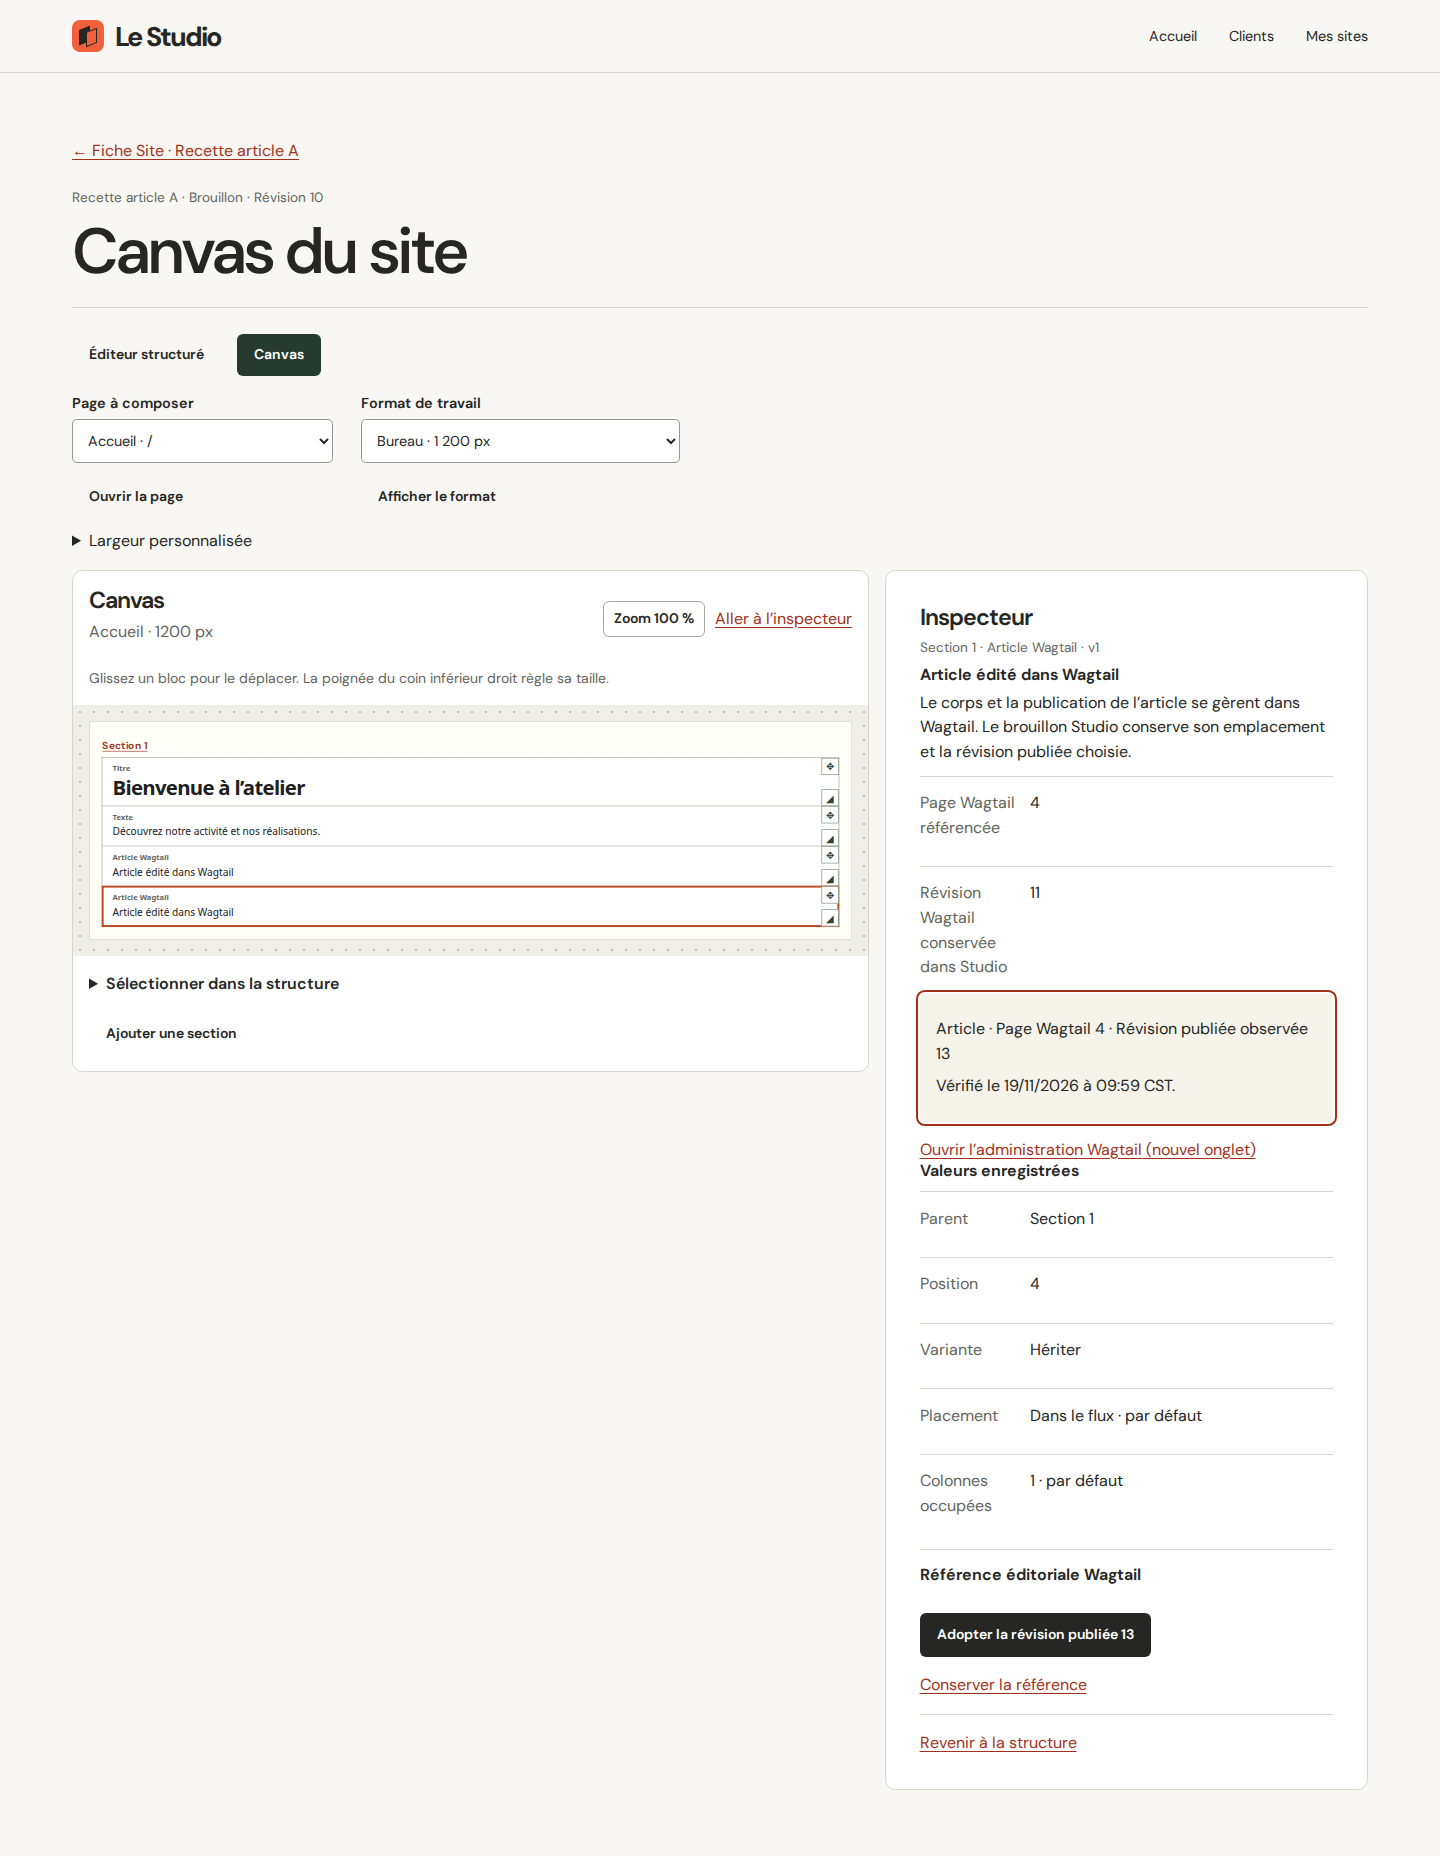 Le Studio
Accueil
Clients
Mes sites
← Fiche Site · Recette article A
Recette article A · Brouillon · Révision 10
Canvas du site
Éditeur structuré
Canvas
Page à composer
Format de travail
Accueil · /
Bureau · 1 200 px
Ouvrir la page
Afficher le format
Largeur personnalisée
Canvas
Accueil · 1200 px
Zoom 100 %
Aller à l’inspecteur
Glissez un bloc pour le déplacer. La poignée du coin inférieur droit règle sa taille.
Section 1
Titre
Bienvenue à l’atelier
Texte
Découvrez notre activité et nos réalisations.
Article Wagtail
Article édité dans Wagtail
Article Wagtail
Article édité dans Wagtail
Sélectionner dans la structure
Ajouter une section
Inspecteur
Section 1 · Article Wagtail · v1
Article édité dans Wagtail
Le corps et la publication de l’article se gèrent dans
Wagtail. Le brouillon Studio conserve son emplacement
et la révision publiée choisie.
Page Wagtail 4
référencée
Révision 11
Wagtail
conservée
dans Studio
Article · Page Wagtail 4 · Révision publiée observée
13
Vérifié le 19/11/2026 à 09:59 CST.
Ouvrir l’administration Wagtail (nouvel onglet)
Valeurs enregistrées
Parent Section 1
Position 4
Variante Hériter
Placement Dans le flux · par défaut
Colonnes 1 · par défaut
occupées
Référence éditoriale Wagtail
Adopter la révision publiée 13
Conserver la référence
Revenir à la structure